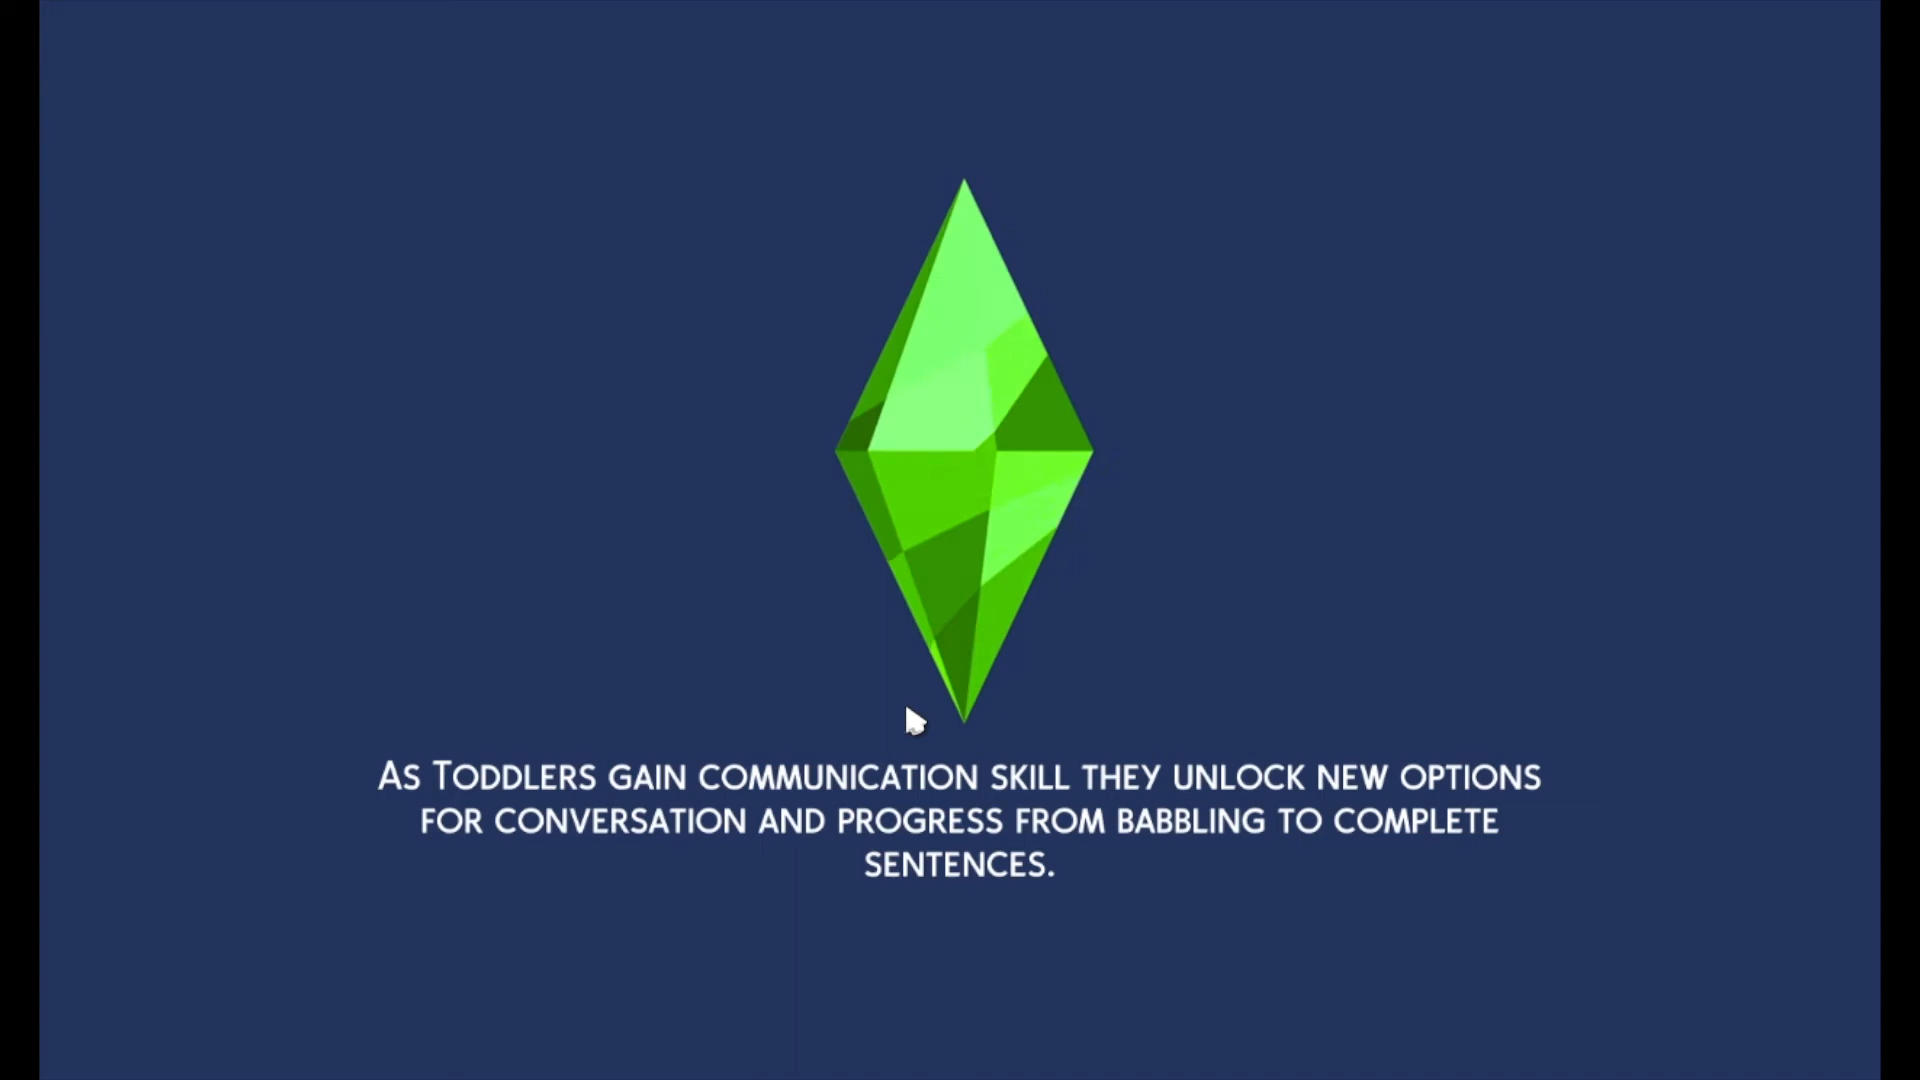 As Toddlers gain communication skill they unlock new options
for conversation and progress from babbling to complete
sentences.